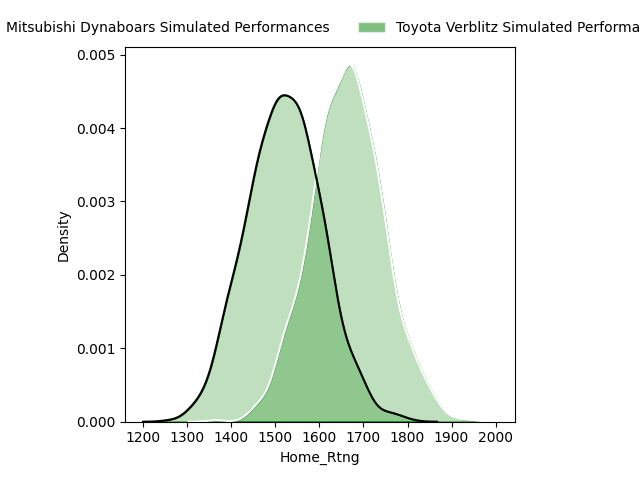 Mitsubishi Dynaboars Simulated Performances Toyota Verblitz Simulated Performa
0.005
0.004
0.003
0.002
0.001
0.000
Density
1200 1300 1400 1500 1600 1700 1800 1900 2000
Home_Rtng